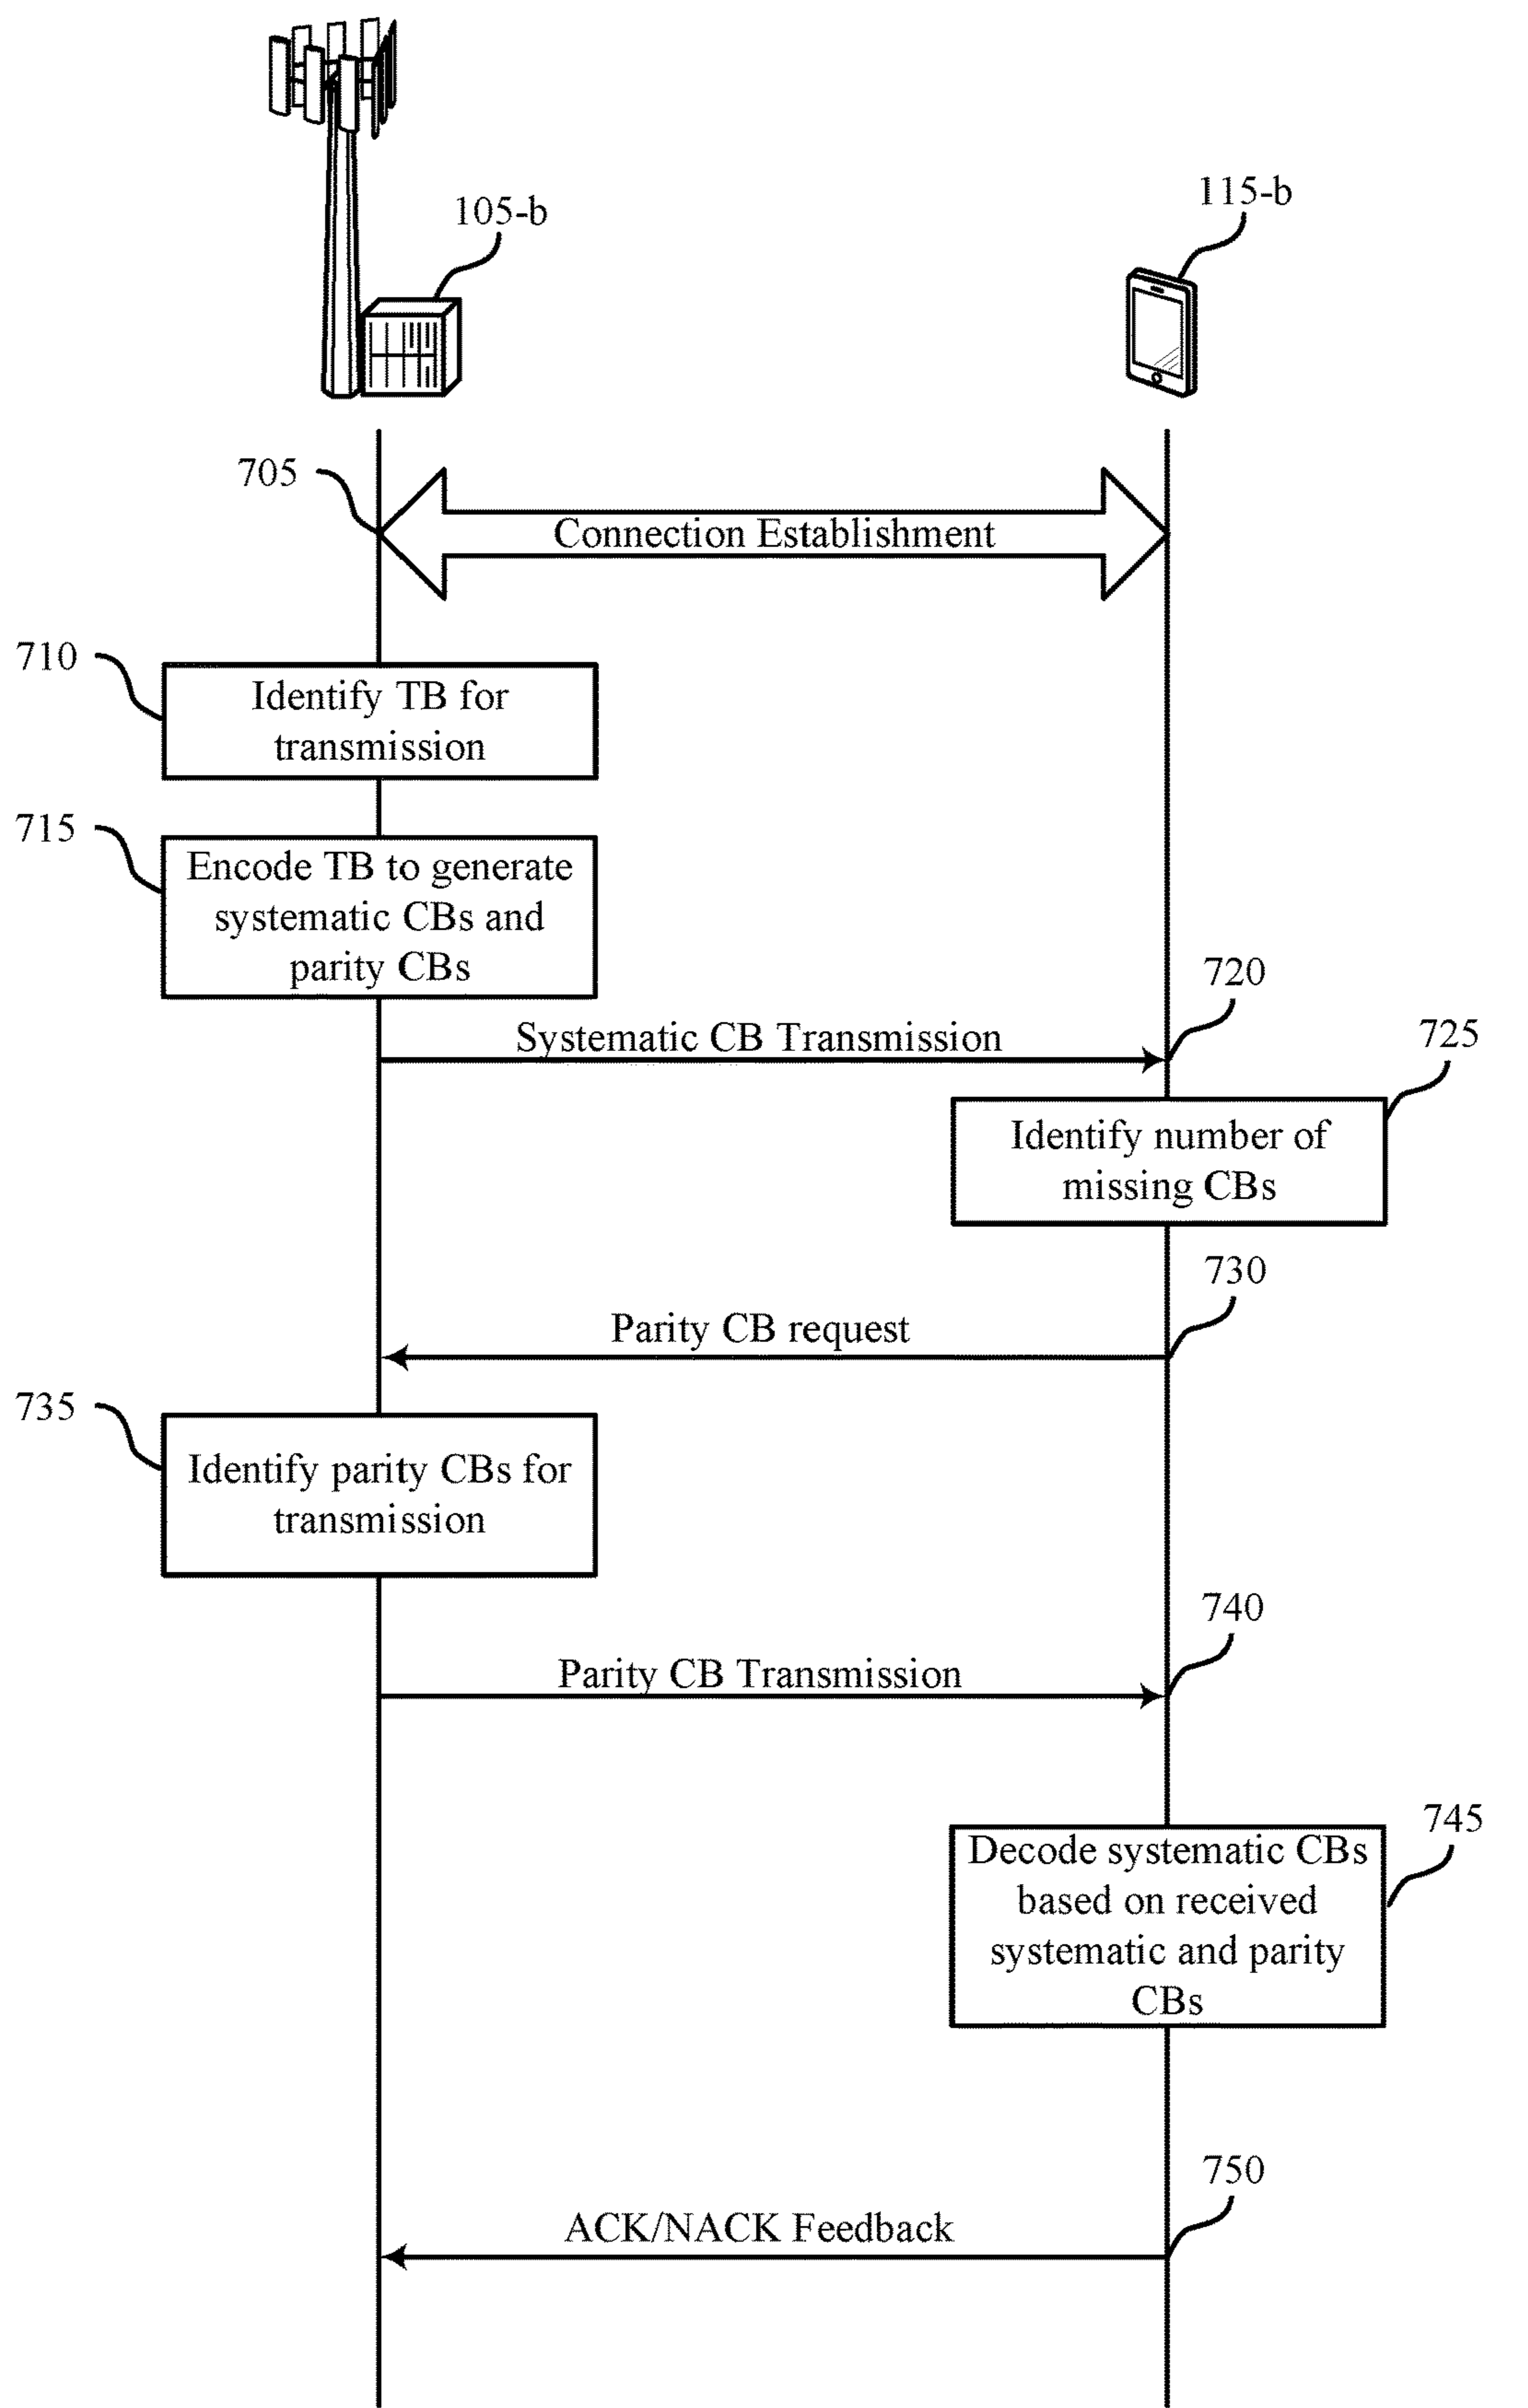 105-b
115-b
705
Connection Establishment
710
Identify TB for
transmission
715
Encode TB to generate
systematic CBs and
parity CBs
720
Systematic CB Transmission
725
Identify number of
missing CBs
730
Parity CB request
735
Identify parity CBs for
transmission
740
Parity CB Transmission
745
Decode systematic CBs
based on received
systematic and parity
CBs
750
ACK/NACK Feedback